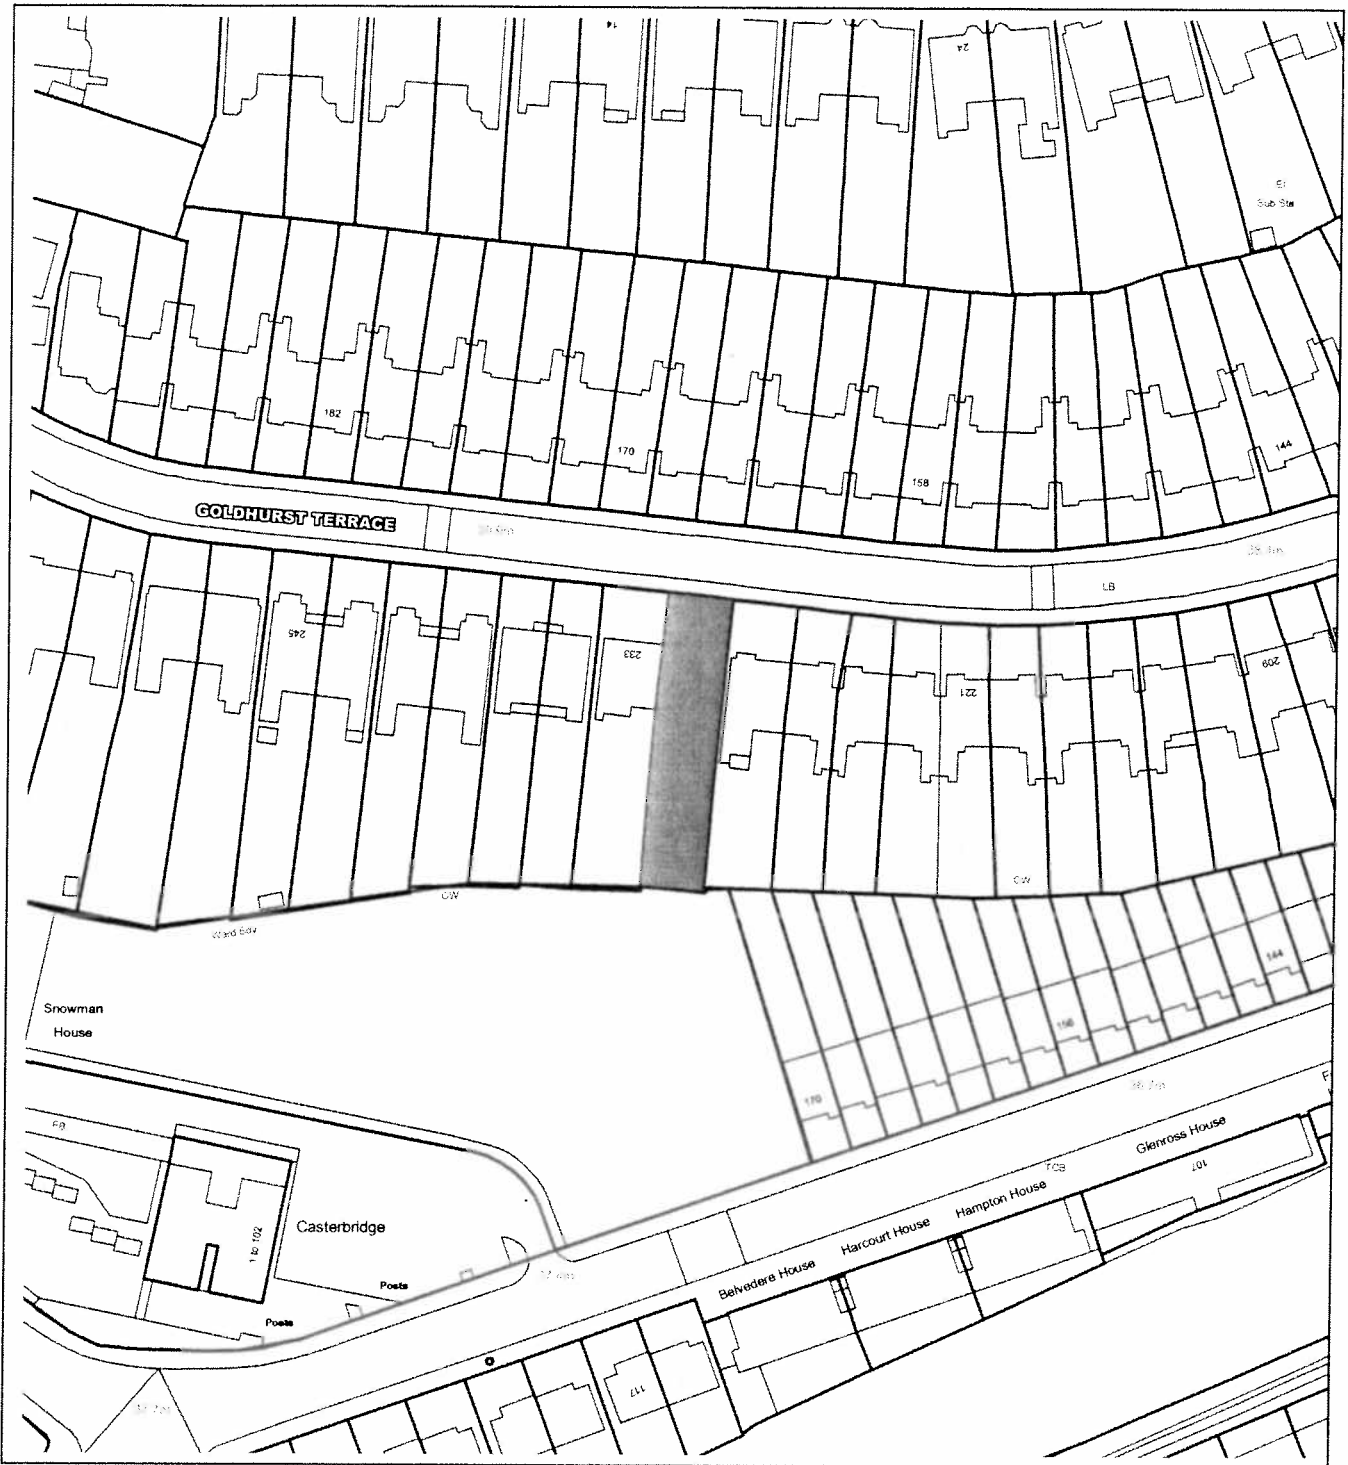 14
24
El
Sub Sta
182
170
158
144
GOLDHURST TERRACE
LB
245
233
221
209
CW
CW
Ward Bdy
Snowman
House
144
156
170
Casterbridge
1 to 102
Posts
Posts
TCB
Glenross House
107
Hampton House
Harcourt House
Belvedere House
117